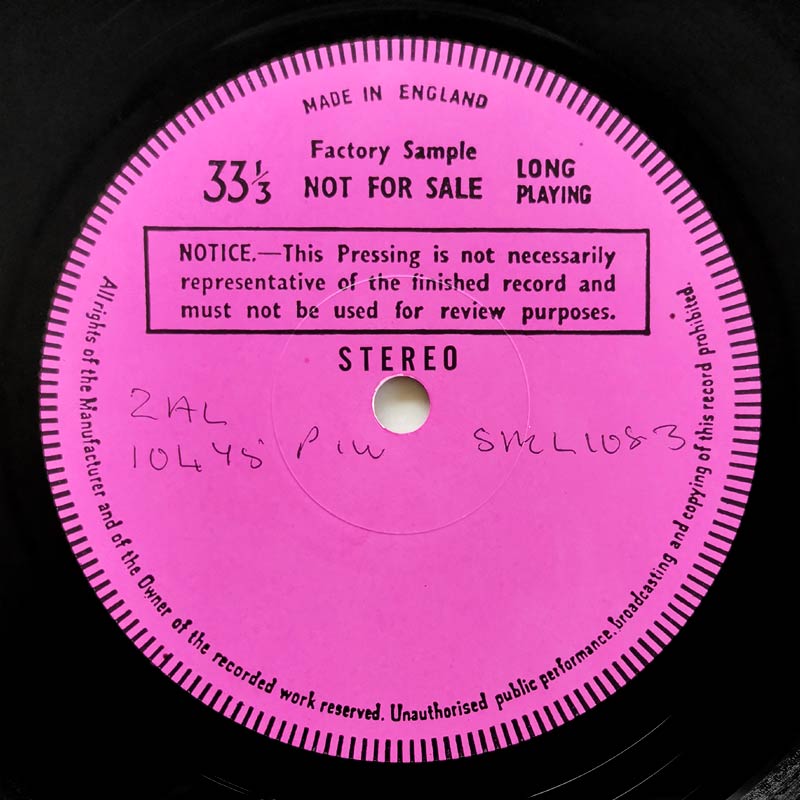 MADE IN ENGLAND
Factory Sample
33⅓ NOT FOR SALE LONG PLAYING
NOTICE.—This Pressing is not necessarily
representative of the finished record and
must not be used for review purposes.
STEREO
ZAL
10445 P 1W SML1083
All rights of the Manufacturer and of the Owner of the recorded work reserved. Unauthorised public performance, broadcasting and copying of this record prohibited.